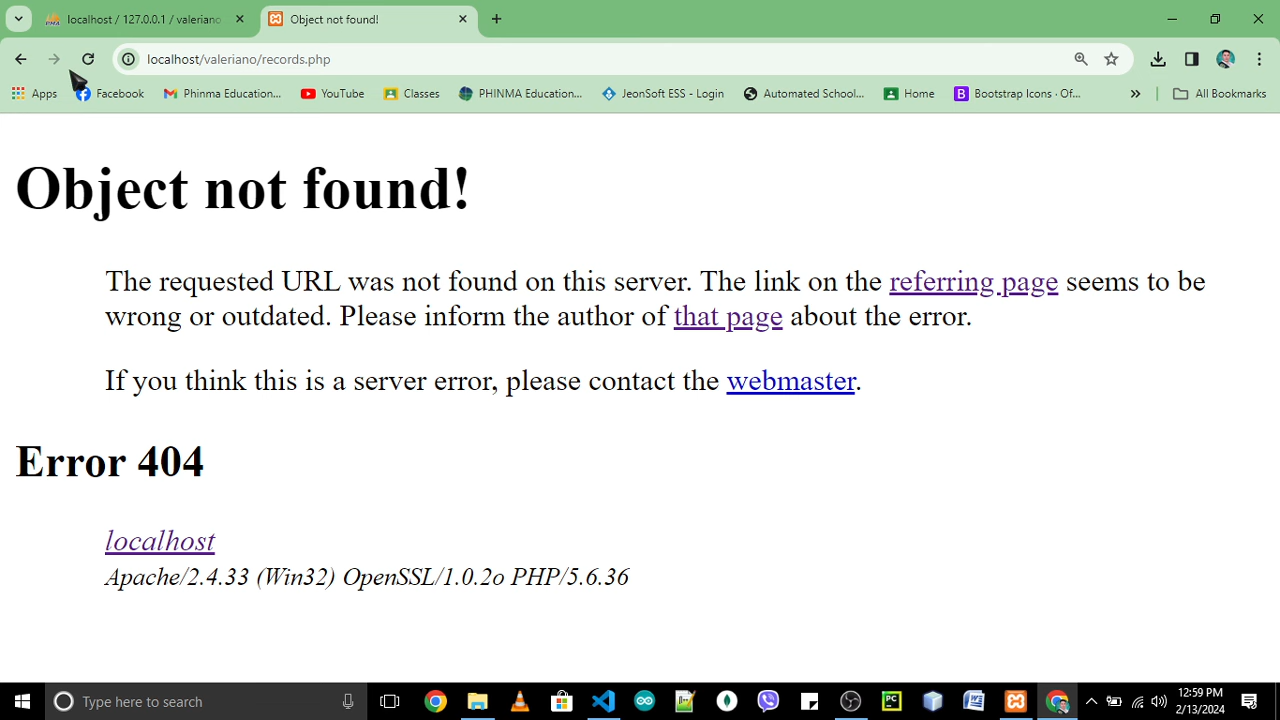 localhost / 127.0.0.1 / valeriano
Object not found!
localhost/valeriano/records.php
Apps
Facebook
Phinma Education...
YouTube
Classes
PHINMA Education...
JeonSoft ESS - Login
Automated School...
Home
Bootstrap Icons · Of...
»
All Bookmarks
Object not found!
The requested URL was not found on this server. The link on the referring page seems to be
wrong or outdated. Please inform the author of that page about the error.
If you think this is a server error, please contact the webmaster.
Error 404
localhost
Apache/2.4.33 (Win32) OpenSSL/1.0.2o PHP/5.6.36
Type here to search
12:59 PM
2/13/2024